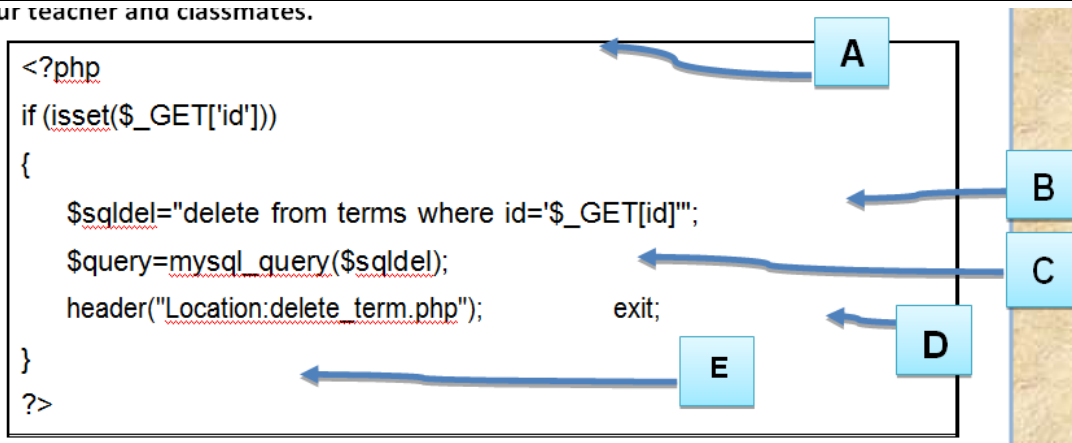 ur teacher and classmates.
<?php
A
if (isset($_GET['id']))
{
B
$sqldel="delete from terms where id='$_GET[id]'";
$query=mysql_query($sqldel);
C
header("Location:delete_term.php"); exit;
D
}
E
?>